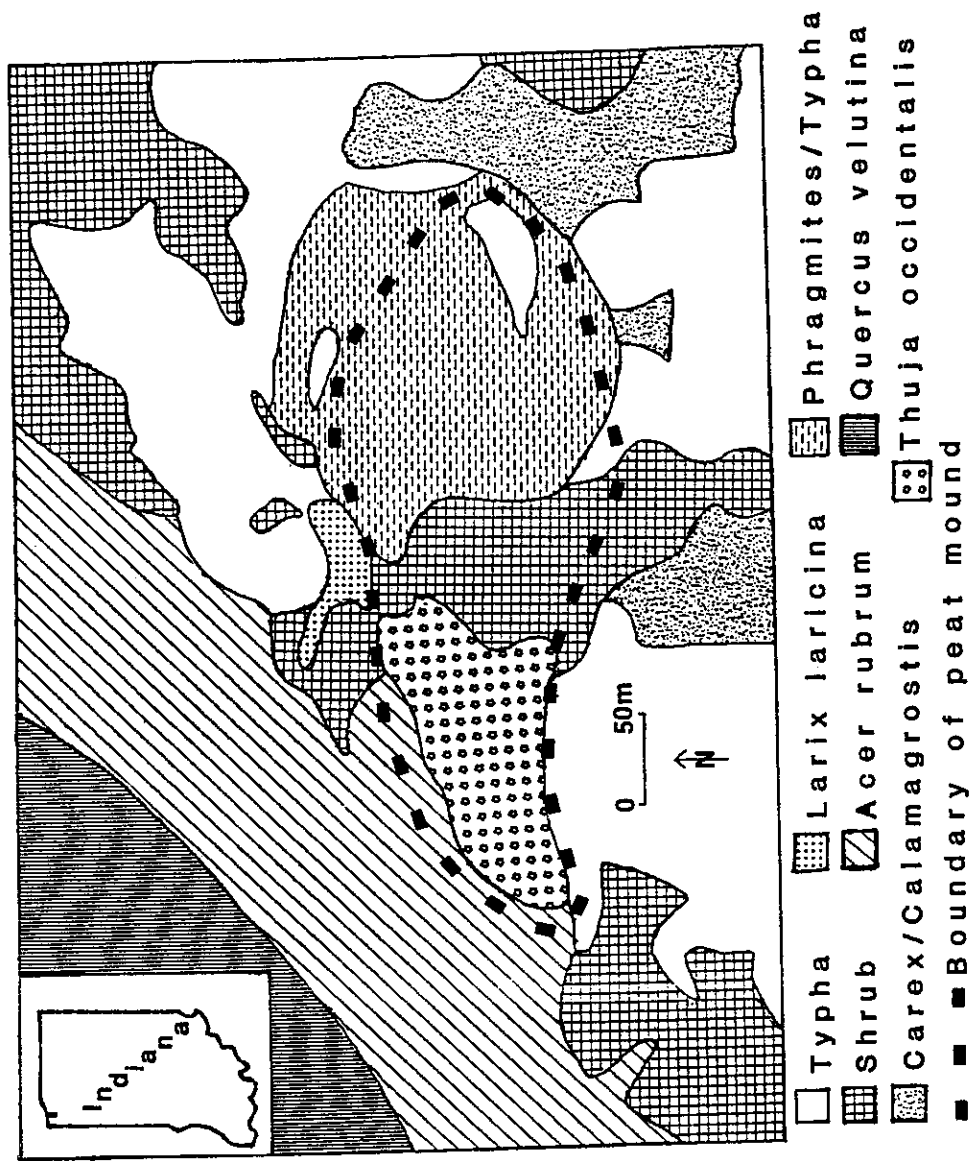 Indiana
0 50m
N
Typha
Larix laricina
Phragmites/Typha
Shrub
Acer rubrum
Quercus velutina
Carex/Calamagrostis
Thuja occidentalis
Boundary of peat mound